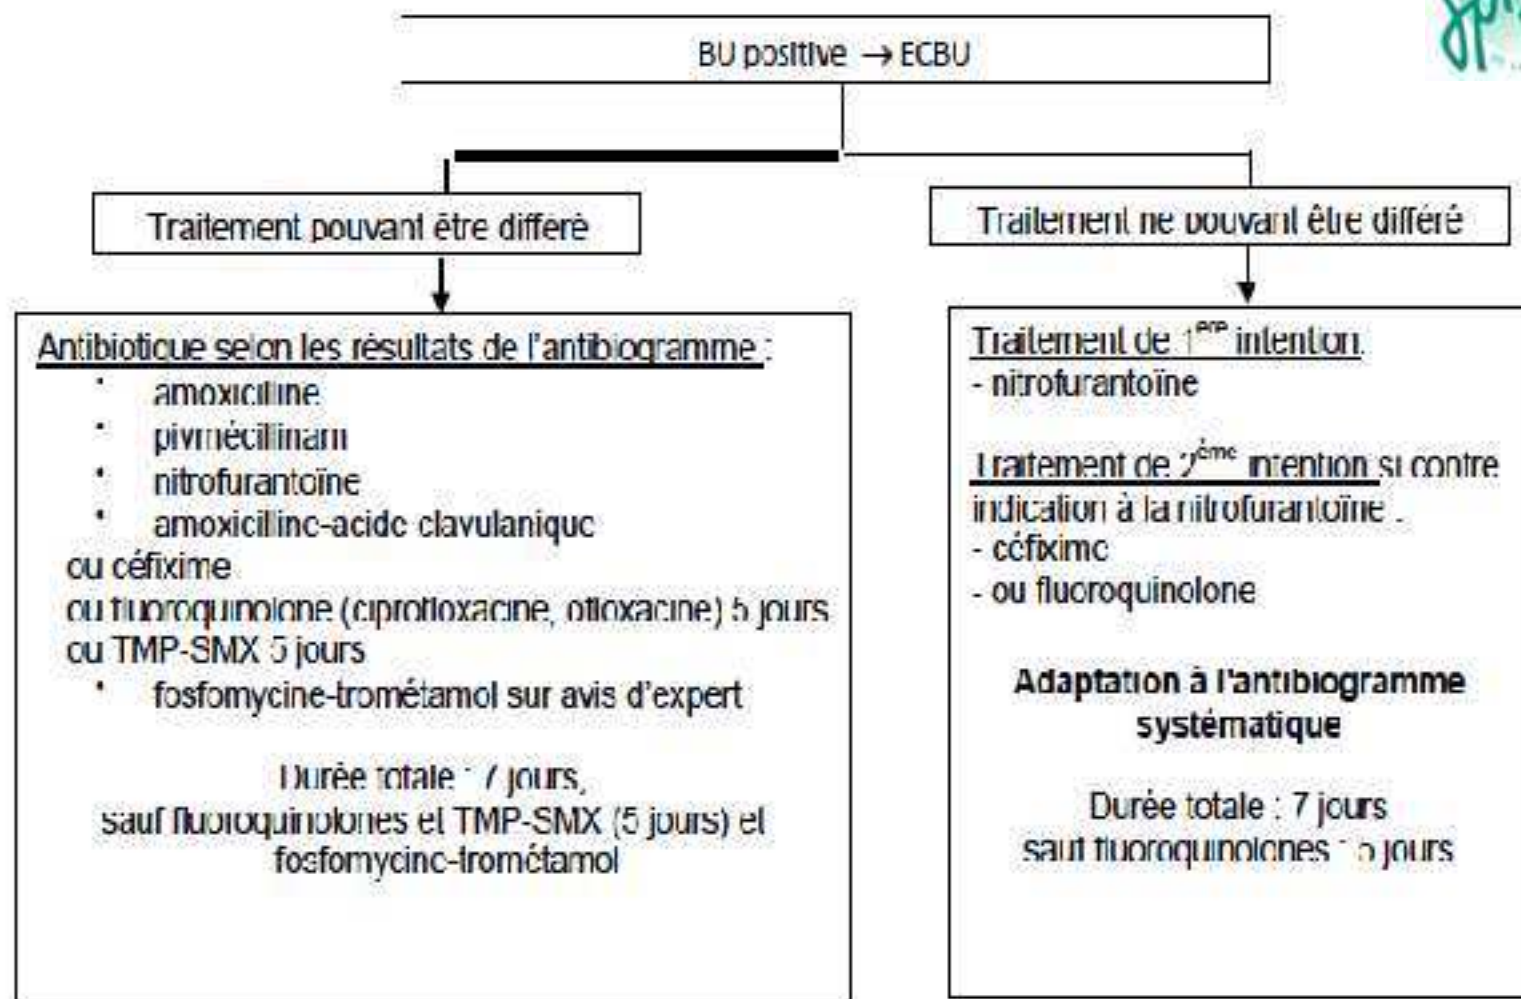 BU positive → ECBU
Traitement pouvant être différé
Traitement ne pouvant être différé
Antibiotique selon les résultats de l'antibiogramme :
• amoxicilline
• pivmécillinam
• nitrofurantoïne
• amoxicilline-acide clavulanique
ou céfixime
ou fluoroquinolone (ciprofloxacine, ofloxacine) 5 jours
ou TMP-SMX 5 jours
• fosfomycine-trométamol sur avis d'expert
Durée totale : 7 jours,
sauf fluoroquinolones et TMP-SMX (5 jours) et
fosfomycine-trométamol
Traitement de 1ère intention:
- nitrofurantoïne
Traitement de 2ème intention si contre
indication à la nitrofurantoïne :
- céfixime
- ou fluoroquinolone
Adaptation à l'antibiogramme
systématique
Durée totale : 7 jours
sauf fluoroquinolones : 5 jours